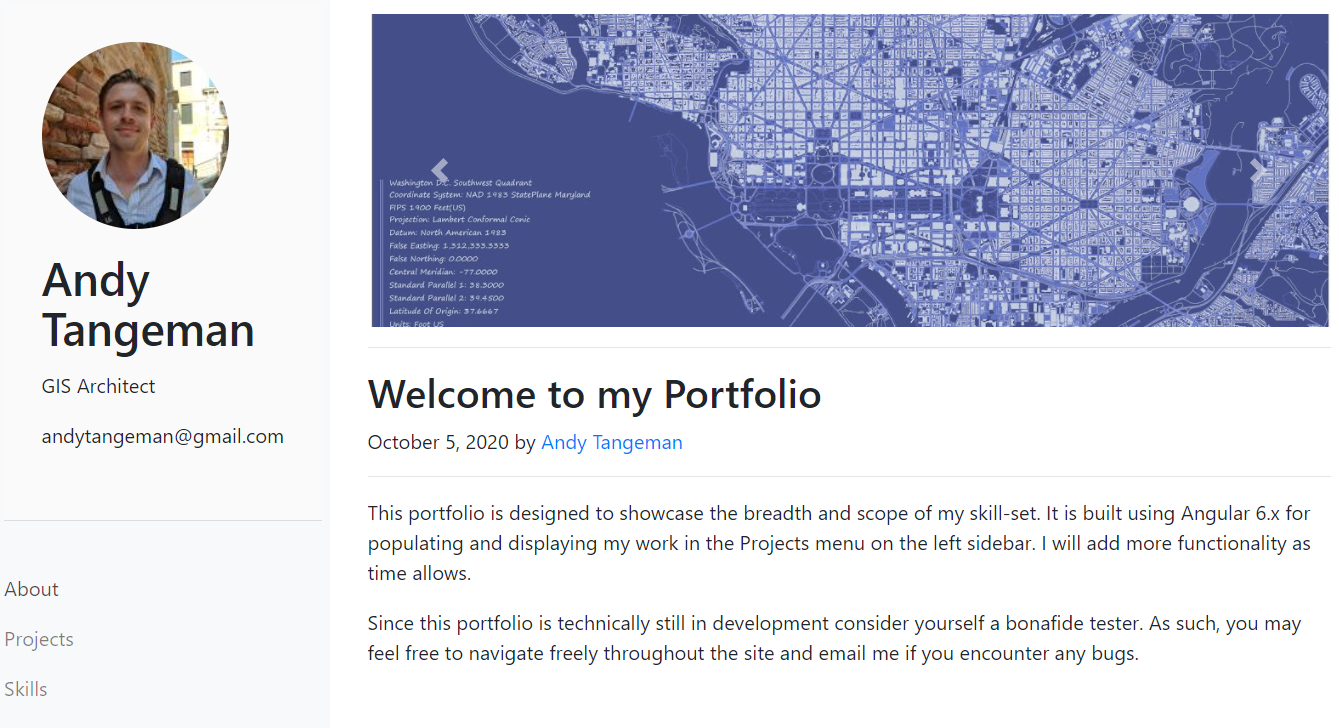 Andy
Tangeman
GIS Architect
andytangeman@gmail.com
About
Projects
Skills
Washington D.C. Southwest Quadrant
Coordinate System: NAD 1983 StatePlane Maryland
FIPS 1900 Feet(US)
Projection: Lambert Conformal Conic
Datum: North American 1983
False Easting: 1,312,333.3333
False Northing: 0.0000
Central Meridian: -77.0000
Standard Parallel 1: 38.3000
Standard Parallel 2: 39.4500
Latitude Of Origin: 37.6667
Units: Foot US
Welcome to my Portfolio
October 5, 2020 by Andy Tangeman
This portfolio is designed to showcase the breadth and scope of my skill-set. It is built using Angular 6.x for
populating and displaying my work in the Projects menu on the left sidebar. I will add more functionality as
time allows.
Since this portfolio is technically still in development consider yourself a bonafide tester. As such, you may
feel free to navigate freely throughout the site and email me if you encounter any bugs.